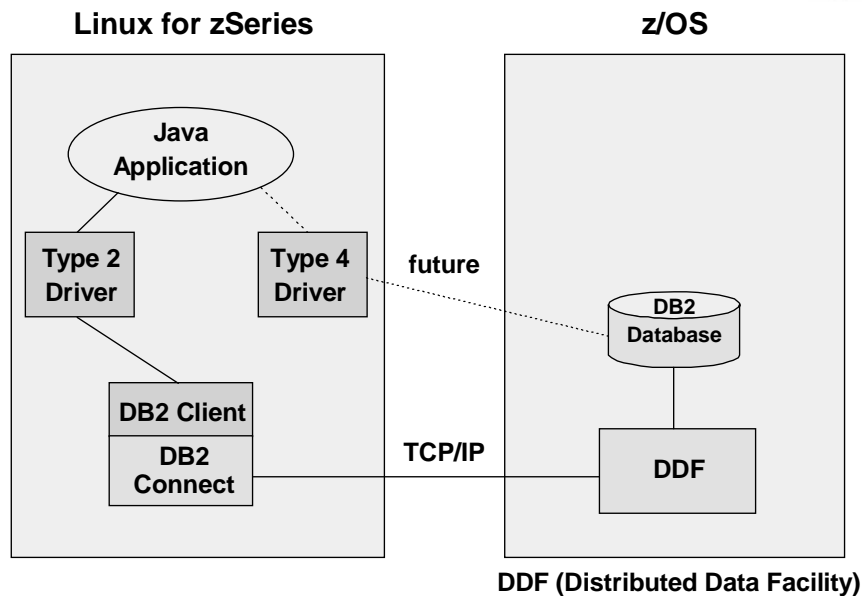 Linux for zSeries
z/OS
Java
Application
Type 2
Driver
Type 4
Driver
future
DB2
Database
DB2 Client
DB2
Connect
TCP/IP
DDF
DDF (Distributed Data Facility)